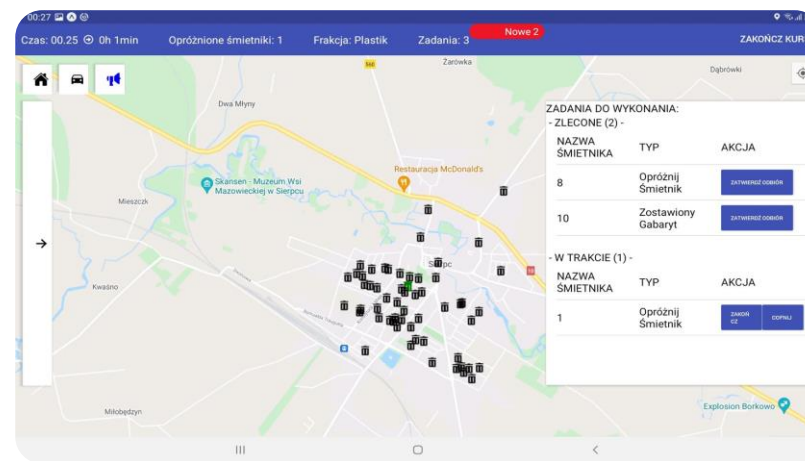 00:27
Czas: 00.25 0h 1min Opróżnione śmietniki: 1 Frakcja: Plastik Zadania: 3 Nowe 2 ZAKOŃCZ KUR
560
Żarówka
Dąbrówki
Dwa Młyny
ZADANIA DO WYKONANIA:
- ZLECONE (2) -
NAZWA ŚMIETNIKA TYP AKCJA
8 Opróżnij Śmietnik ZATWIERDŹ ODBIÓR
10 Zostawiony Gabaryt ZATWIERDŹ ODBIÓR
- W TRAKCIE (1) -
NAZWA ŚMIETNIKA TYP AKCJA
1 Opróżnij Śmietnik ZAKOŃCZ COFNIJ
Restauracja McDonald's
Skansen - Muzeum Wsi
Mazowieckiej w Sierpcu
Mieszczk
Kwaśno
10
Miłobędzyn
Explosion Borkowo